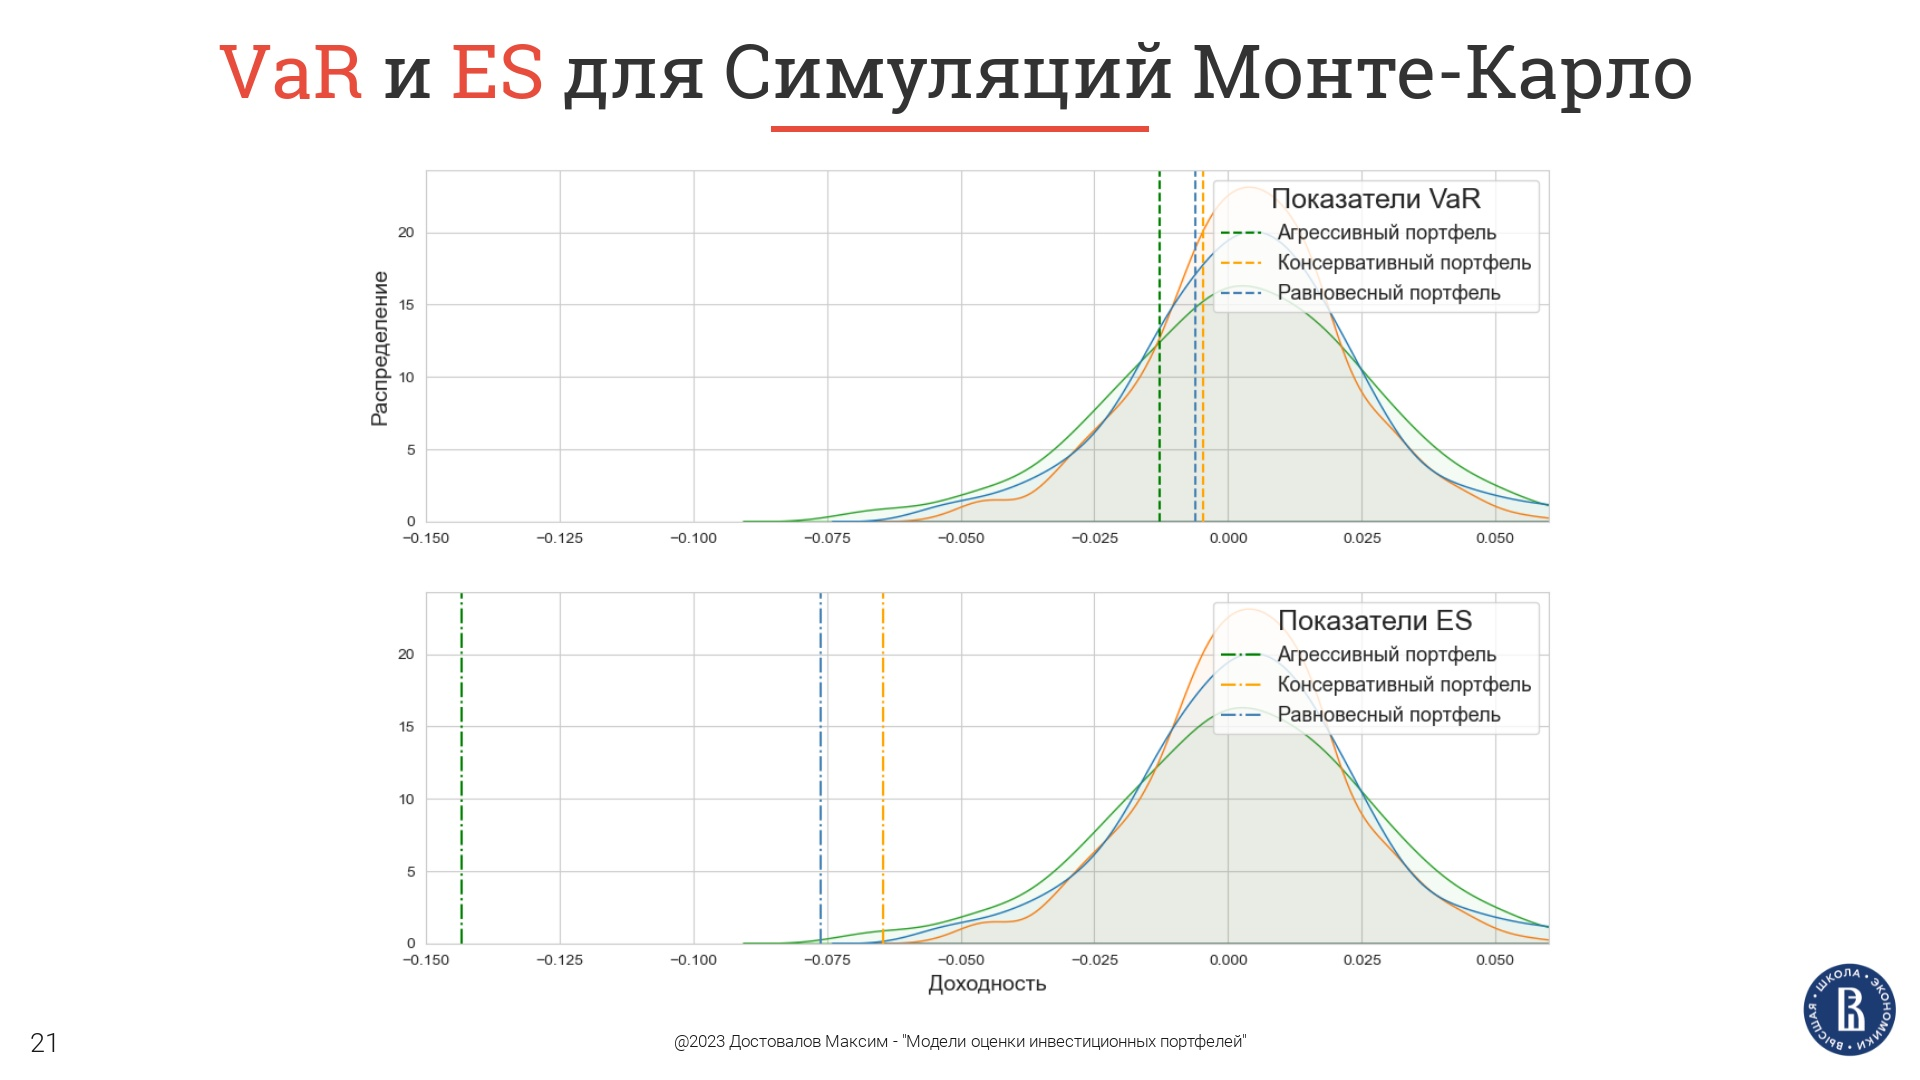 VaR и ES для Симуляций Монте-Карло
Показатели VaR
Агрессивный портфель
Консервативный портфель
Равновесный портфель
Распределение
20
15
10
5
0
−0.150 −0.125 −0.100 −0.075 −0.050 −0.025 0.000 0.025 0.050
Показатели ES
Агрессивный портфель
Консервативный портфель
Равновесный портфель
20
15
10
5
0
−0.150 −0.125 −0.100 −0.075 −0.050 −0.025 0.000 0.025 0.050
Доходность
21
@2023 Достовалов Максим - "Модели оценки инвестиционных портфелей"
ВЫСШАЯ • ШКОЛА • ЭКОНОМИКИ •